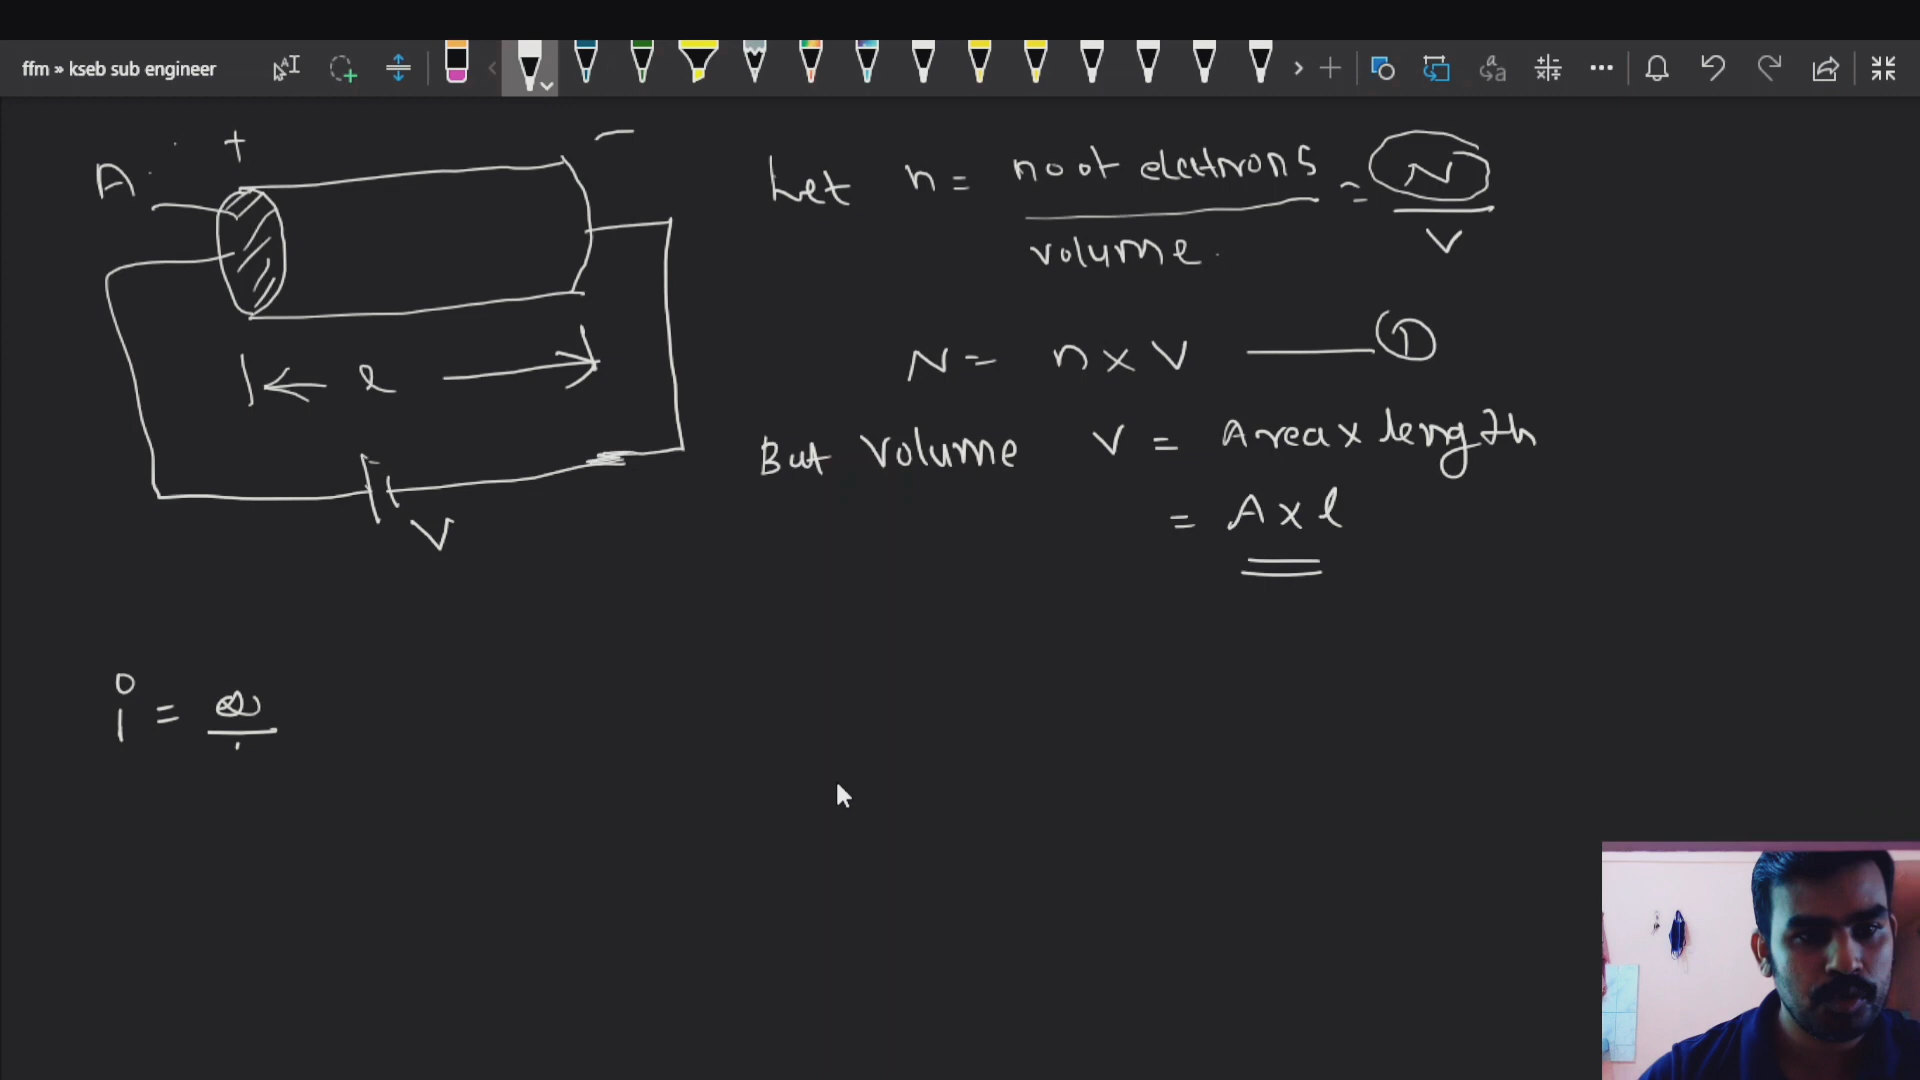 ffm » kseb sub engineer
A
+
−
l
V
Let n = no of electrons / volume = N / V
N = n × V ——— ①
But Volume V = Area × length
= A × l
i =